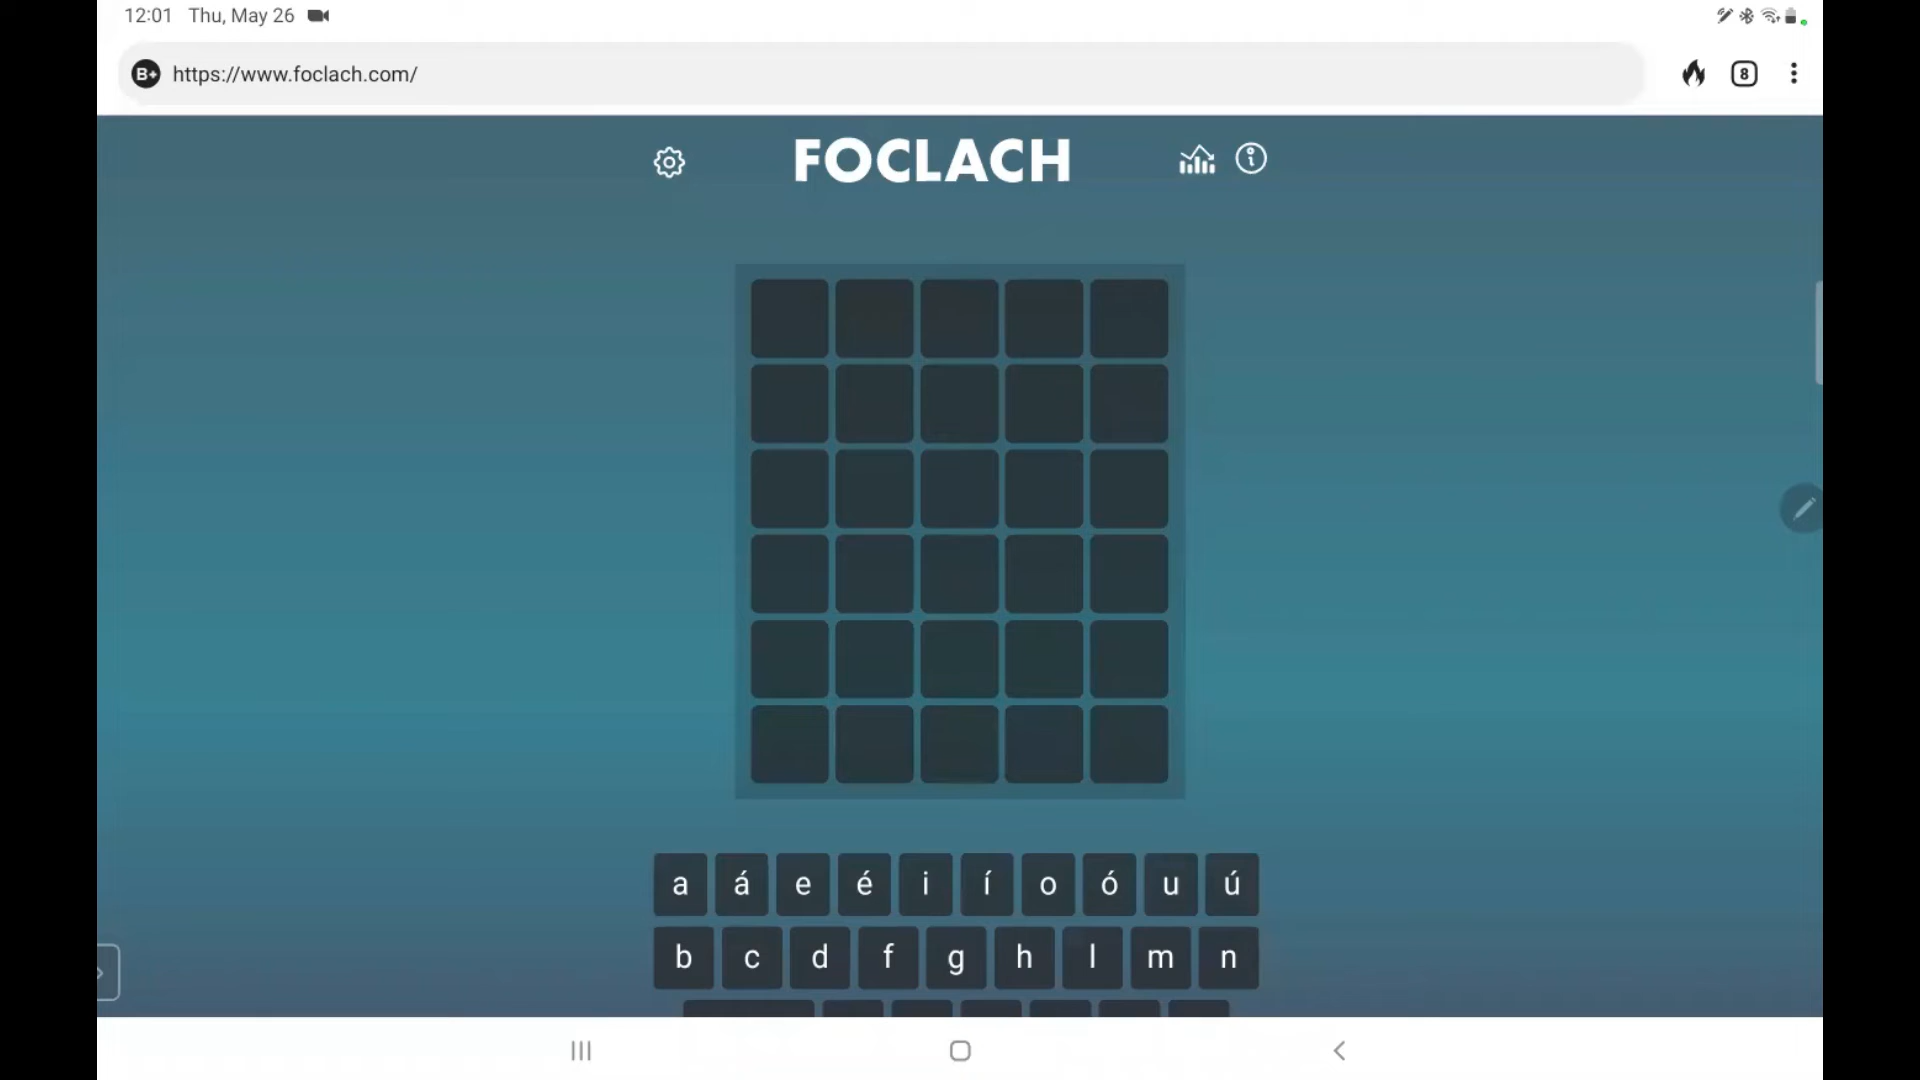 12:01 Thu, May 26
B+ https://www.foclach.com/ 8
FOCLACH
a á e é i í o ó u ú
b c d f g h l m n